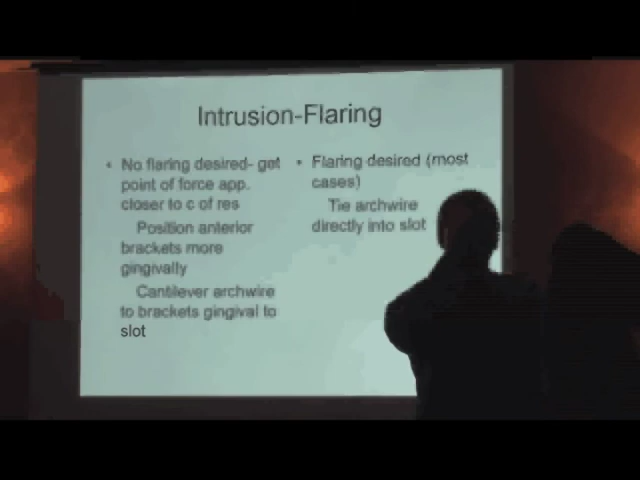 Intrusion-Flaring
• No flaring desired- get
point of force app.
closer to c of res
Position anterior
brackets more
gingivally
Cantilever archwire
to brackets gingival to
slot
• Flaring desired (most
cases)
Tie archwire
directly into slot